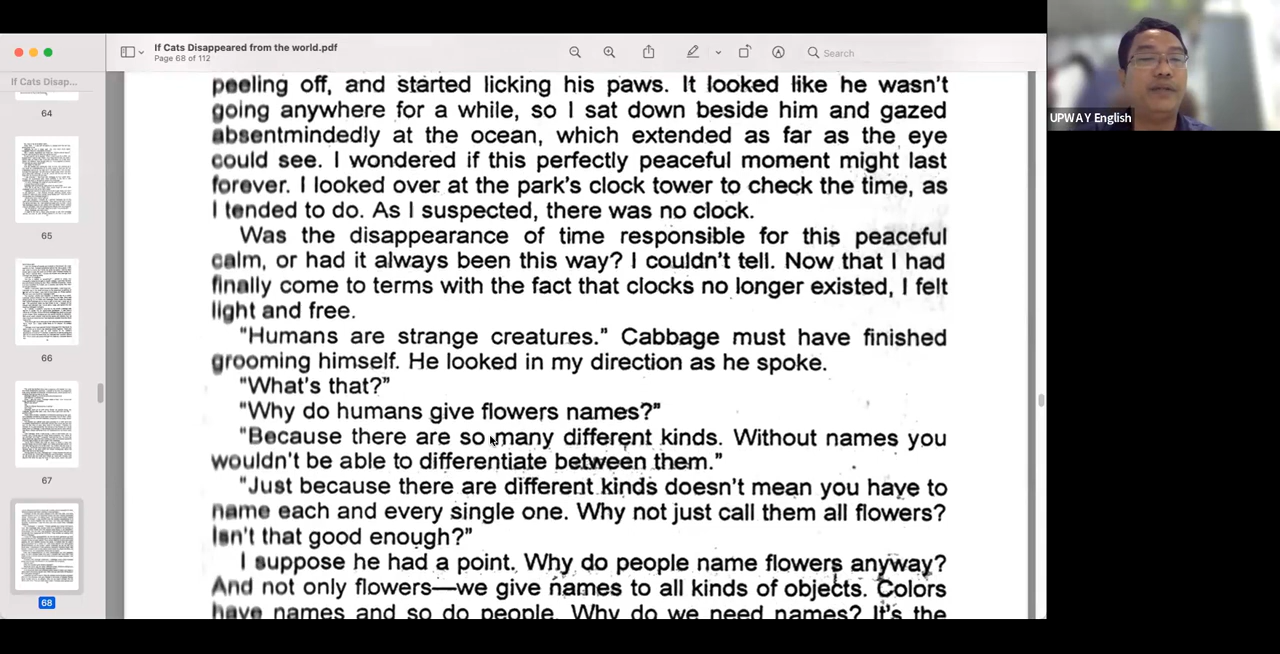 If Cats Disappeared from the world.pdf
Page 68 of 112
Search
If Cats Disap...
64
65
66
67
68
peeling off, and started licking his paws. It looked like he wasn't
going anywhere for a while, so I sat down beside him and gazed
absentmindedly at the ocean, which extended as far as the eye
could see. I wondered if this perfectly peaceful moment might last
forever. I looked over at the park's clock tower to check the time, as
I tended to do. As I suspected, there was no clock.
Was the disappearance of time responsible for this peaceful
calm, or had it always been this way? I couldn't tell. Now that I had
finally come to terms with the fact that clocks no longer existed, I felt
light and free.
"Humans are strange creatures." Cabbage must have finished
grooming himself. He looked in my direction as he spoke.
"What's that?"
"Why do humans give flowers names?"
"Because there are so many different kinds. Without names you
wouldn't be able to differentiate between them."
"Just because there are different kinds doesn't mean you have to
name each and every single one. Why not just call them all flowers?
Isn't that good enough?"
I suppose he had a point. Why do people name flowers anyway?
And not only flowers—we give names to all kinds of objects. Colors
have names and so do people. Why do we need names? It's the
UPWAY English